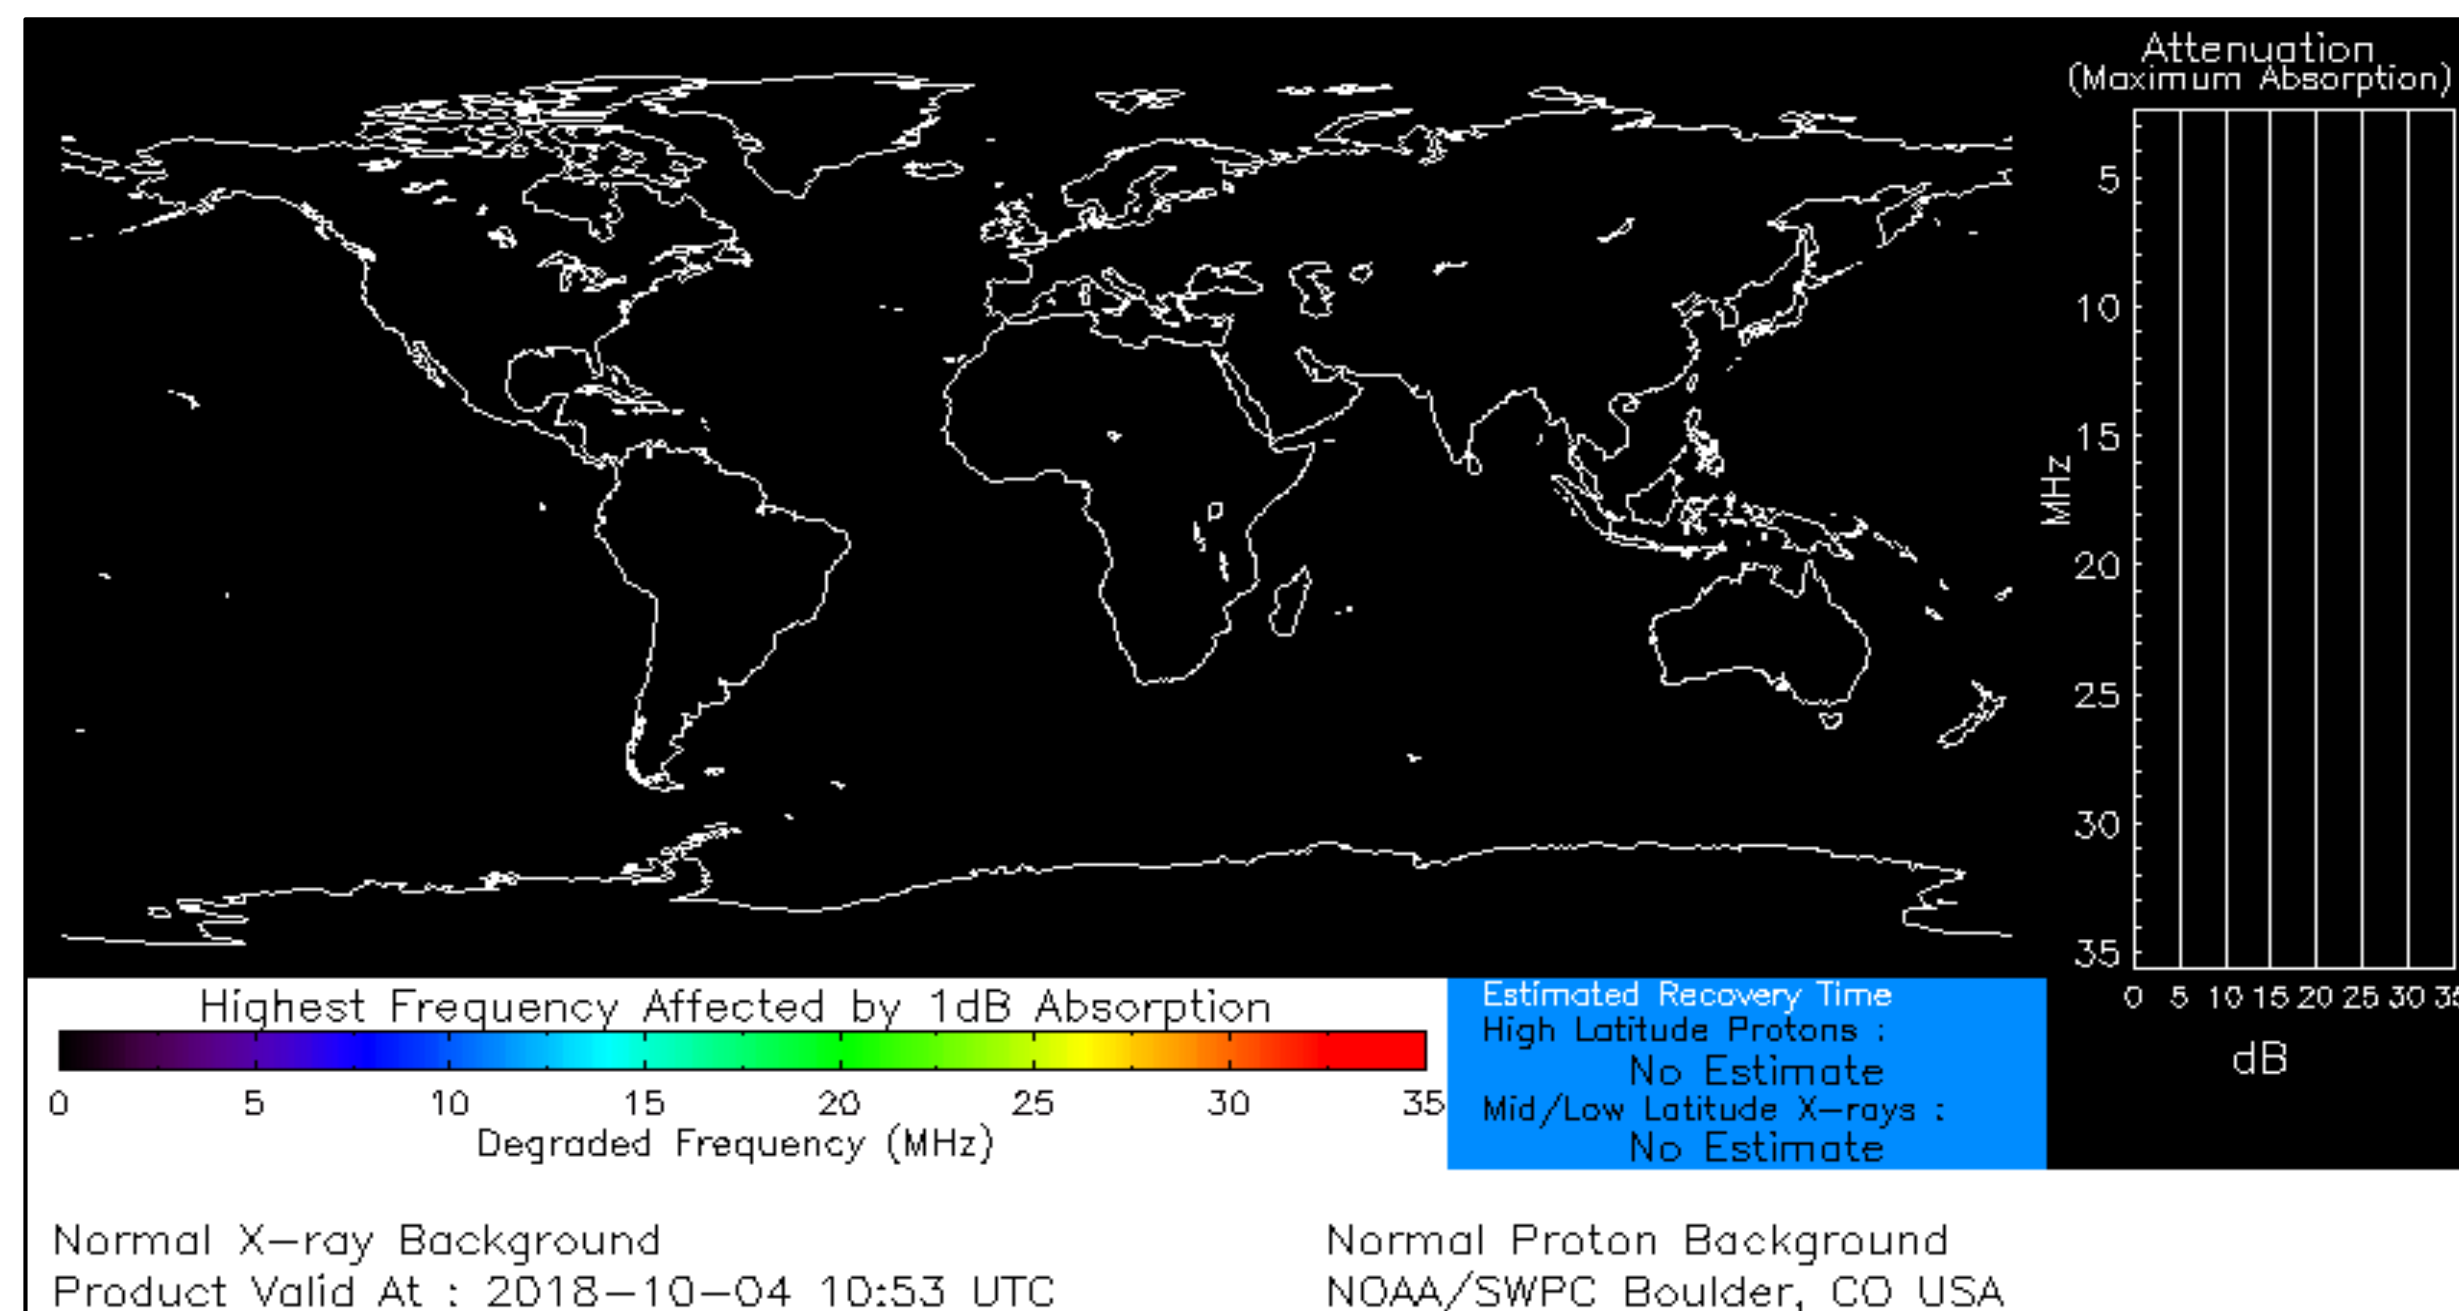 Attenuation
(Maximum Absorption)
5
10
15
20
25
30
35
MHz
0 5 10 15 20 25 30 35
dB
Highest Frequency Affected by 1dB Absorption
0 5 10 15 20 25 30 35
Degraded Frequency (MHz)
Estimated Recovery Time
High Latitude Protons :
No Estimate
Mid/Low Latitude X-rays :
No Estimate
Normal X-ray Background
Normal Proton Background
Product Valid At : 2018-10-04 10:53 UTC
NOAA/SWPC Boulder, CO USA